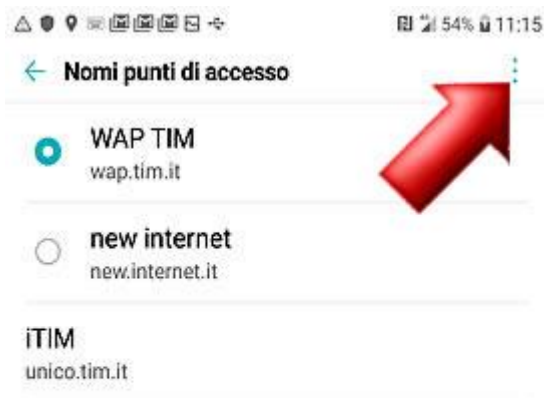 54% 11:15
Nomi punti di accesso
WAP TIM
wap.tim.it
new internet
new.internet.it
iTIM
unico.tim.it